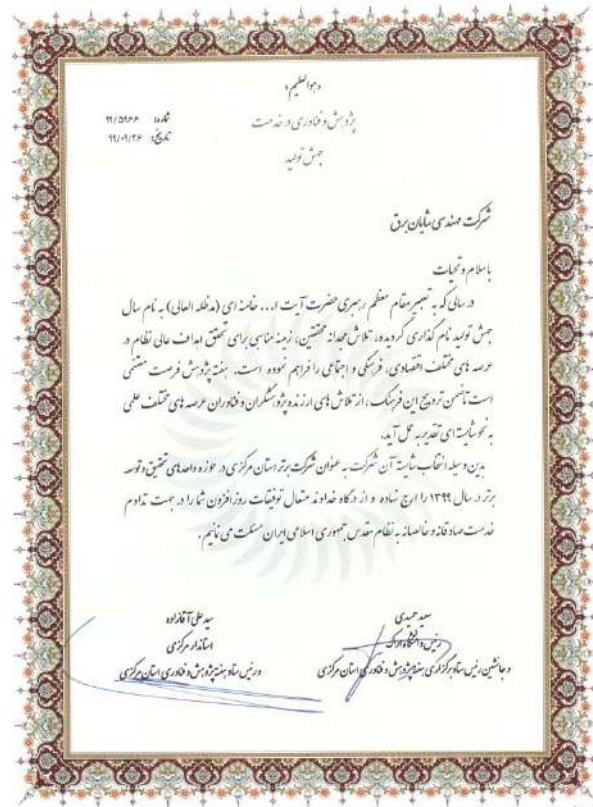 «هوالعلیم»
شماره: ۹۹/۵۹۶۶
تاریخ: ۹۹/۰۹/۲۶
پژوهش و فناوری در خدمت
جهش تولید
شرکت مهندسی شایان برق
باسلام و تحیات
در سالی که به تعبیر مقام معظم رهبری حضرت آیت ا... خامنه ای (مدظله العالی) به نام سال
جهش تولید نام گذاری گردیده، تلاش مجدانه محققین، زمینه مناسبی برای تحقق اهداف عالی نظام در
عرصه های مختلف اقتصادی، فرهنگی و اجتماعی را فراهم نموده است. هفته پژوهش فرصت مغتنمی
است تا ضمن ترویج این فرهنگ، از تلاش های ارزنده پژوهشگران و فناوران عرصه های مختلف علمی
به نحو شایسته ای تقدیر به عمل آید.
بدین وسیله انتخاب شایسته آن شرکت به عنوان شرکت برتر استان مرکزی در حوزه واحدهای تحقیق و توسعه
برتر در سال ۱۳۹۹ را ارج نهاده و از درگاه خداوند متعال توفیقات روزافزون شما را در جهت تداوم
خدمت صادقانه و خالصانه به نظام مقدس جمهوری اسلامی ایران مسئلت می نمائیم.
سعید حمیدی
رئیس دانشگاه اراک
و جانشین رئیس ستاد برگزاری هفته پژوهش و فناوری استان مرکزی
سید علی آقازاده
استاندار مرکزی
و رئیس ستاد هفته پژوهش و فناوری استان مرکزی